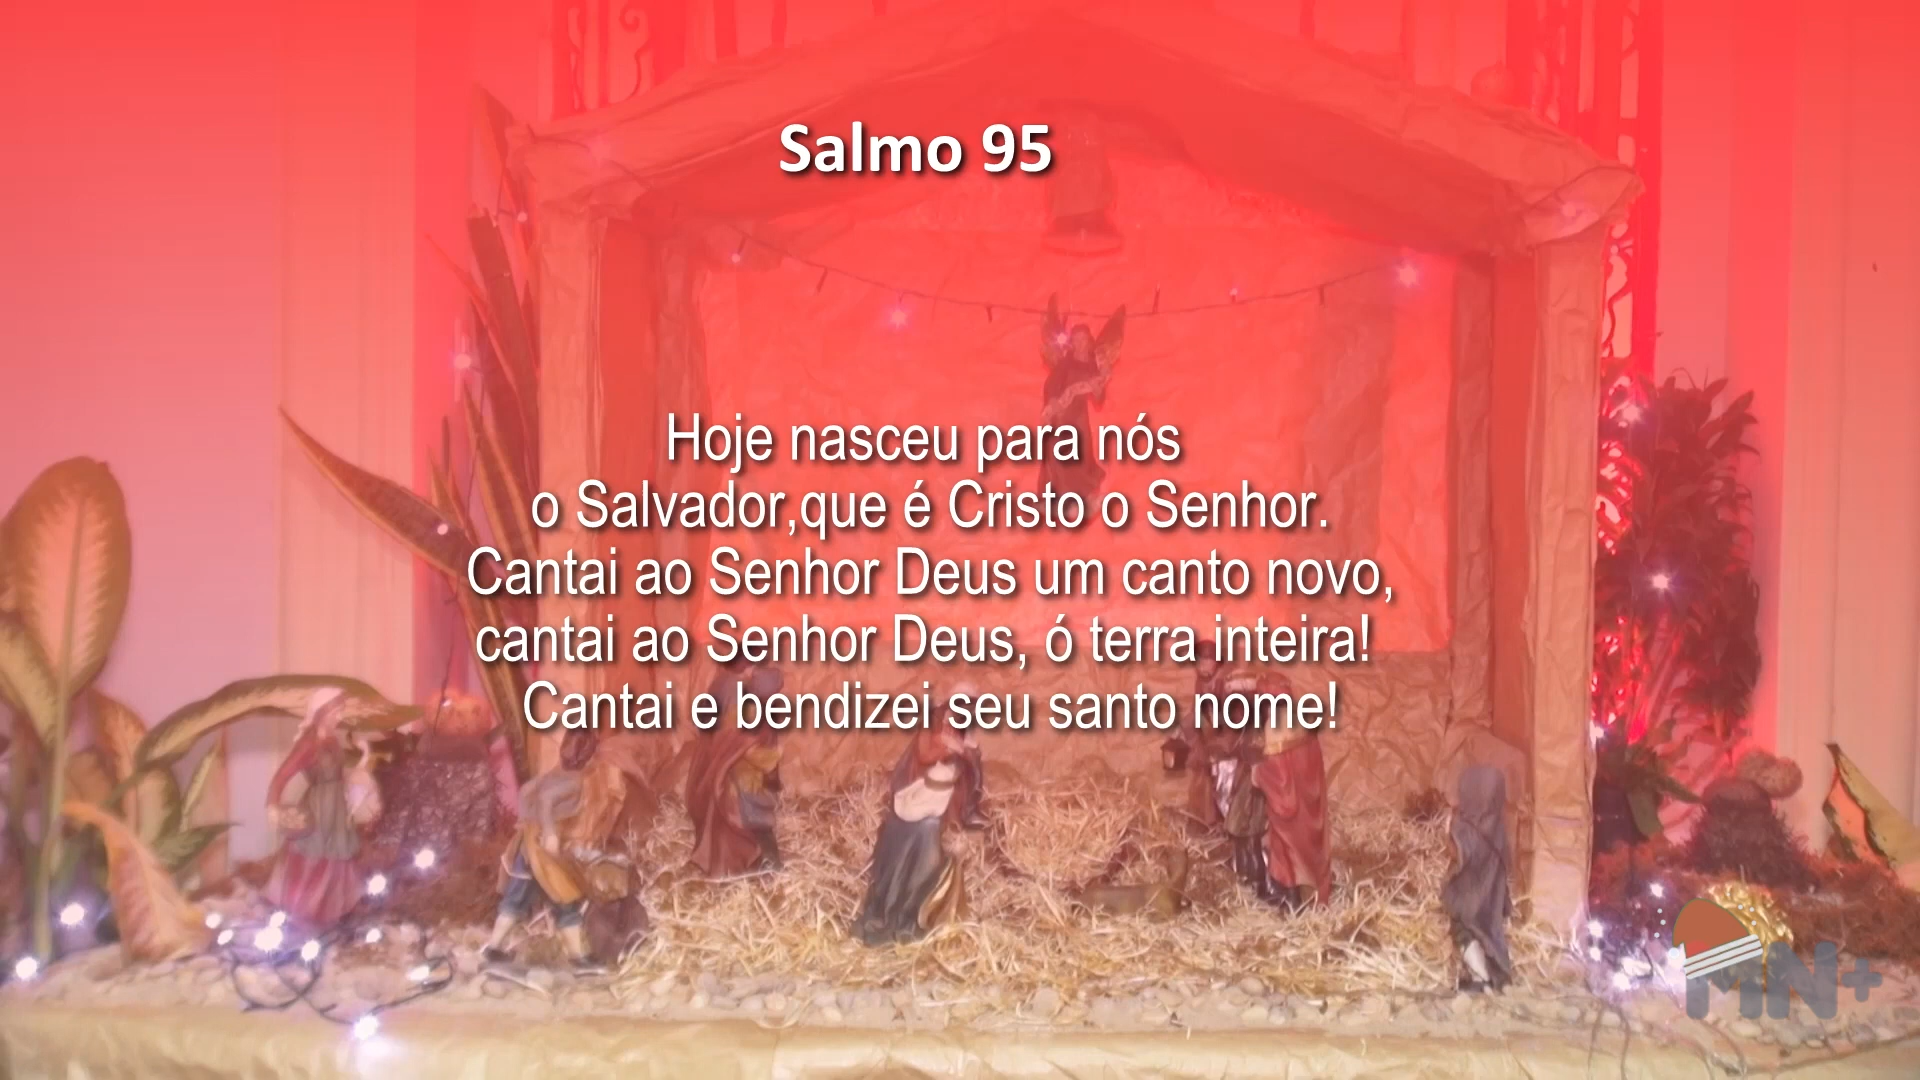 Salmo 95
Hoje nasceu para nós
o Salvador,que é Cristo o Senhor.
Cantai ao Senhor Deus um canto novo,
cantai ao Senhor Deus, ó terra inteira!
Cantai e bendizei seu santo nome!
MN+